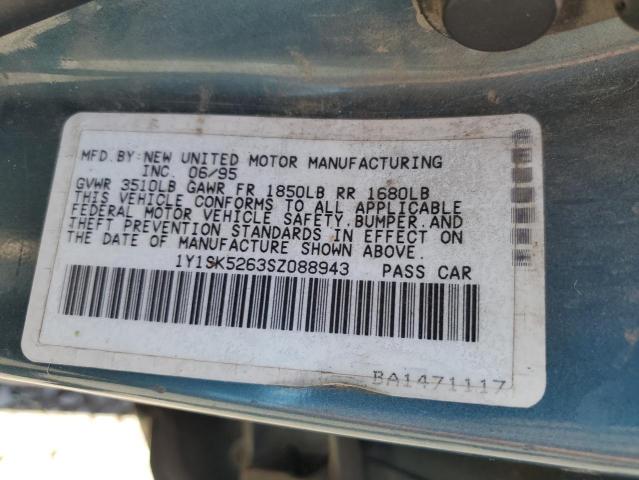 MFD.BY:NEW UNITED MOTOR MANUFACTURING
INC. 06/95
GVWR 3510LB GAWR FR 1850LB RR 1680LB
THIS VEHICLE CONFORMS TO ALL APPLICABLE
FEDERAL MOTOR VEHICLE SAFETY,BUMPER,AND
THEFT PREVENTION STANDARDS IN EFFECT ON
THE DATE OF MANUFACTURE SHOWN ABOVE.
1Y1SK5263SZ088943 PASS CAR
BA1471117